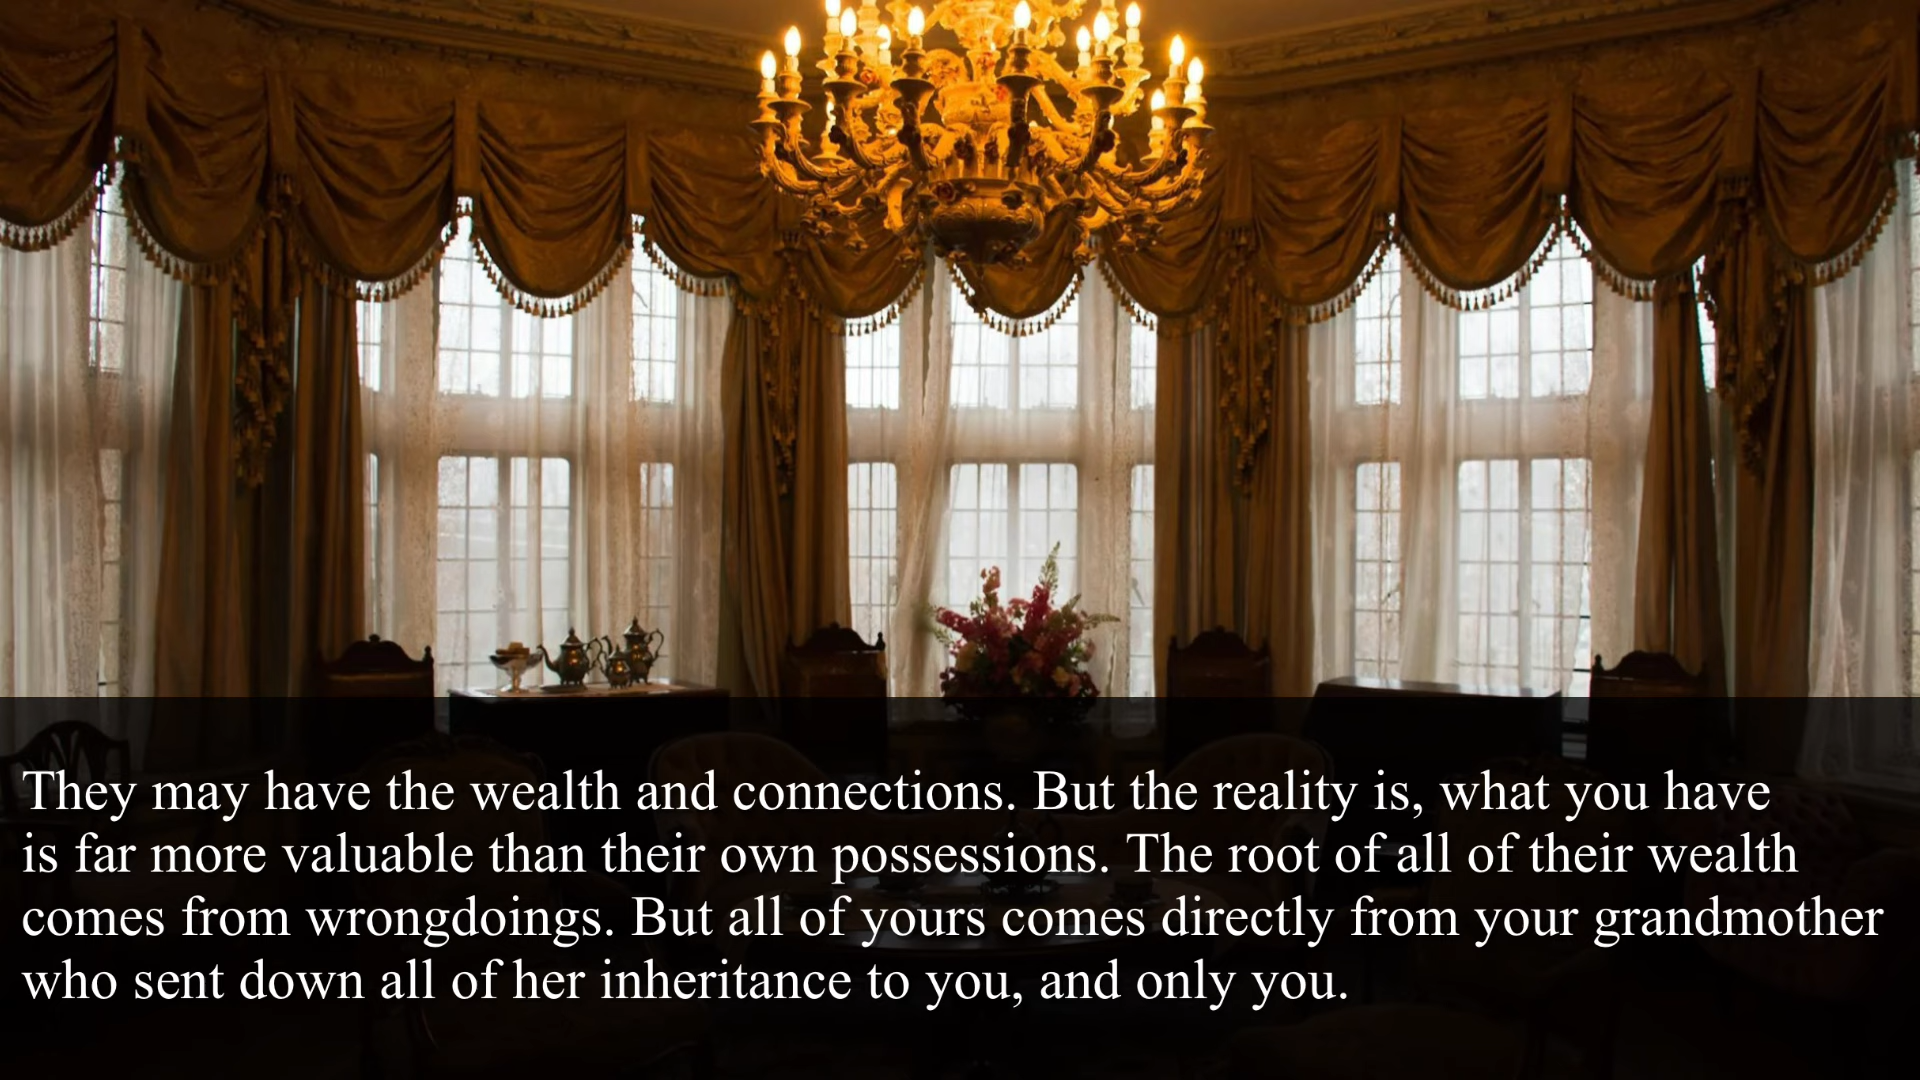 They may have the wealth and connections. But the reality is, what you have
is far more valuable than their own possessions. The root of all of their wealth
comes from wrongdoings. But all of yours comes directly from your grandmother
who sent down all of her inheritance to you, and only you.